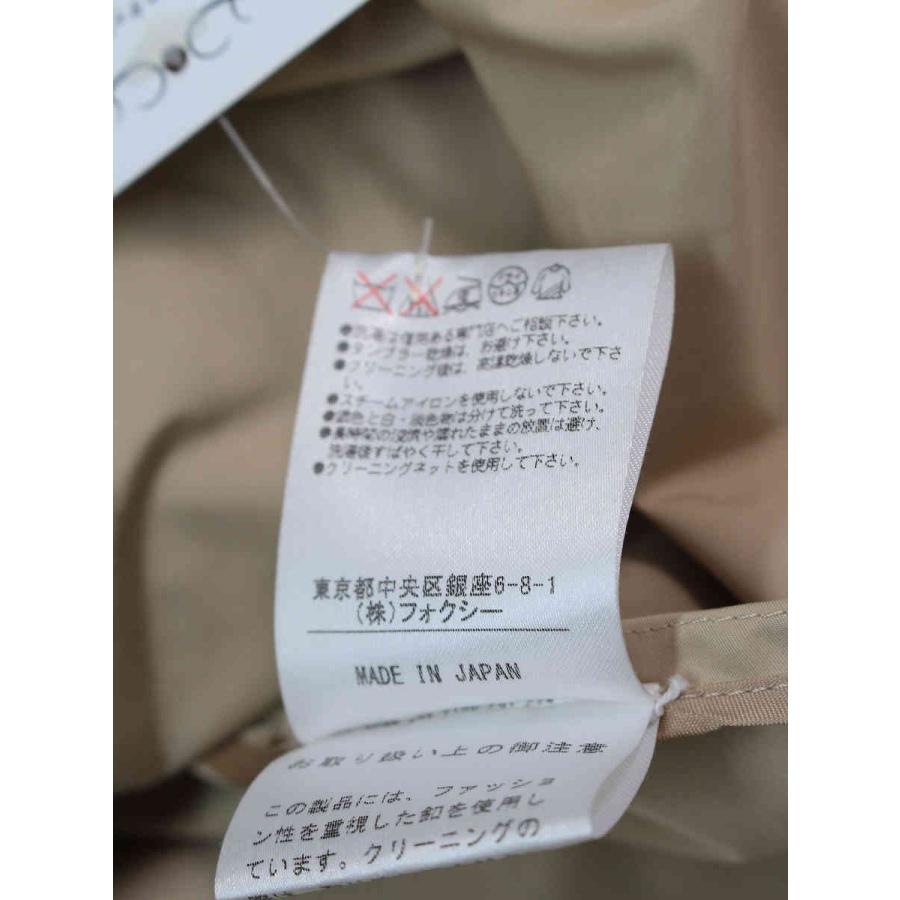 ●洗濯は信用ある専門店へご相談下さい。
●タンブラー乾燥は、お避け下さい。
●クリーニング後は、高温乾燥しないで下さ
い。
●スチームアイロンを使用しないで下さい。
●濃色と白・淡色物は分けて洗って下さい。
●長時間の浸漬や濡れたままの放置は避け、
洗濯後すばやく干して下さい。
●クリーニングネットを使用して下さい。
東京都中央区銀座6-8-1
(株)フォクシー
MADE IN JAPAN
お取り扱い上の御注意
この製品には、ファッショ
ン性を重視した釦を使用し
ています。クリーニングの